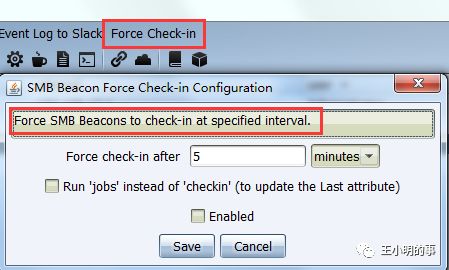 Event Log to Slack Force Check-in
SMB Beacon Force Check-in Configuration
Force SMB Beacons to check-in at specified interval.
Force check-in after 5 minutes
Run 'jobs' instead of 'checkin' (to update the Last attribute)
Enabled
Save Cancel
王小明的事